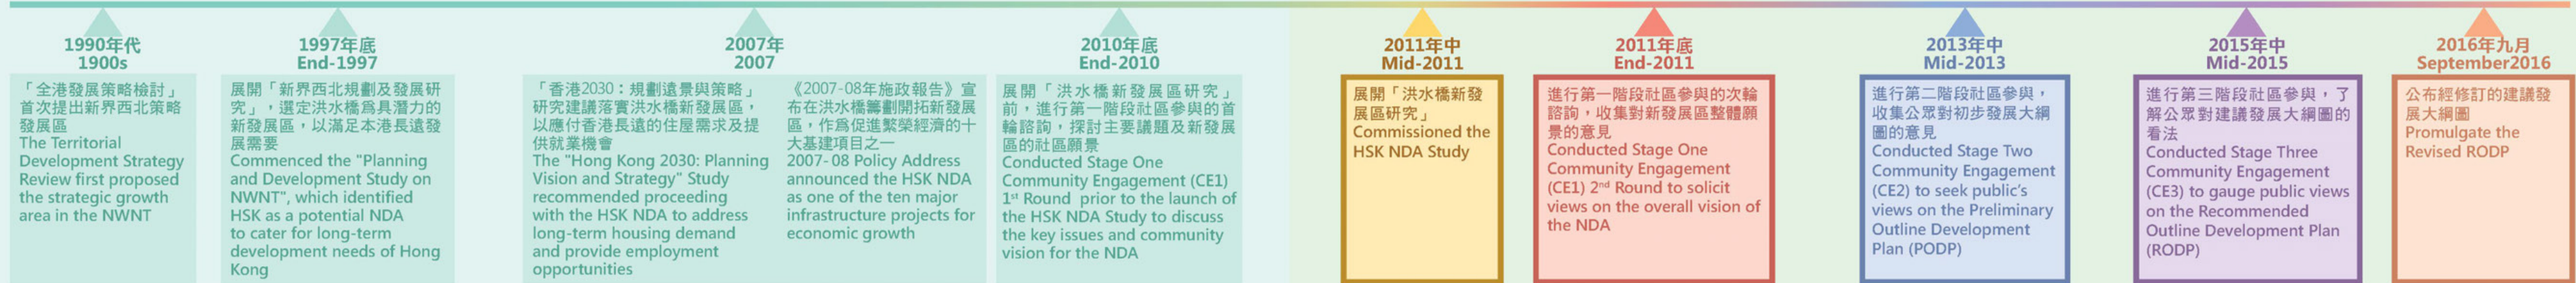 1990年代
1900s
「全港發展策略檢討」
首次提出新界西北策略
發展區
The Territorial
Development Strategy
Review first proposed
the strategic growth
area in the NWNT
1997年底
End-1997
展開「新界西北規劃及發展研
究」，選定洪水橋爲具潛力的
新發展區，以滿足本港長遠發
展需要
Commenced the "Planning
and Development Study on
NWNT", which identified
HSK as a potential NDA
to cater for long-term
development needs of Hong
Kong
2007年
2007
「香港2030：規劃遠景與策略」
研究建議落實洪水橋新發展區，
以應付香港長遠的住屋需求及提
供就業機會
The "Hong Kong 2030: Planning
Vision and Strategy" Study
recommended proceeding
with the HSK NDA to address
long-term housing demand
and provide employment
opportunities
《2007-08年施政報告》宣
布在洪水橋籌劃開拓新發展
區，作爲促進繁榮經濟的十
大基建項目之一
2007- 08 Policy Address
announced the HSK NDA
as one of the ten major
infrastructure projects for
economic growth
2010年底
End-2010
展開「洪水橋新發展區研究」
前，進行第一階段社區參與的首
輪諮詢，探討主要議題及新發展
區的社區願景
Conducted Stage One
Community Engagement (CE1)
1st Round prior to the launch of
the HSK NDA Study to discuss
the key issues and community
vision for the NDA
2011年中
Mid-2011
展開「洪水橋新發
展區研究」
Commissioned the
HSK NDA Study
2011年底
End-2011
進行第一階段社區參與的次輪
諮詢，收集對新發展區整體願
景的意見
Conducted Stage One
Community Engagement
(CE1) 2nd Round to solicit
views on the overall vision of
the NDA
2013年中
Mid-2013
進行第二階段社區參與，
收集公眾對初步發展大綱
圖的意見
Conducted Stage Two
Community Engagement
(CE2) to seek public's
views on the Preliminary
Outline Development
Plan (PODP)
2015年中
Mid-2015
進行第三階段社區參與，了
解公眾對建議發展大綱圖的
看法
Conducted Stage Three
Community Engagement
(CE3) to gauge public views
on the Recommended
Outline Development Plan
(RODP)
2016年九月
September2016
公布經修訂的建議發
展大綱圖
Promulgate the
Revised RODP